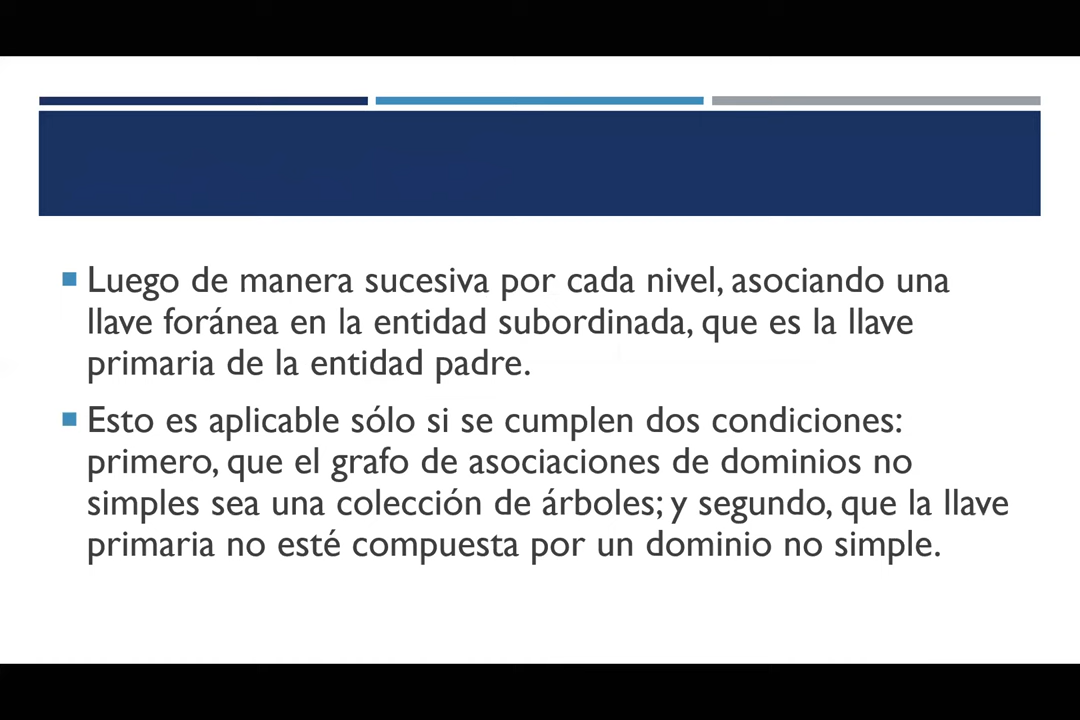 Luego de manera sucesiva por cada nivel, asociando una
llave foránea en la entidad subordinada, que es la llave
primaria de la entidad padre.
Esto es aplicable sólo si se cumplen dos condiciones:
primero, que el grafo de asociaciones de dominios no
simples sea una colección de árboles; y segundo, que la llave
primaria no esté compuesta por un dominio no simple.